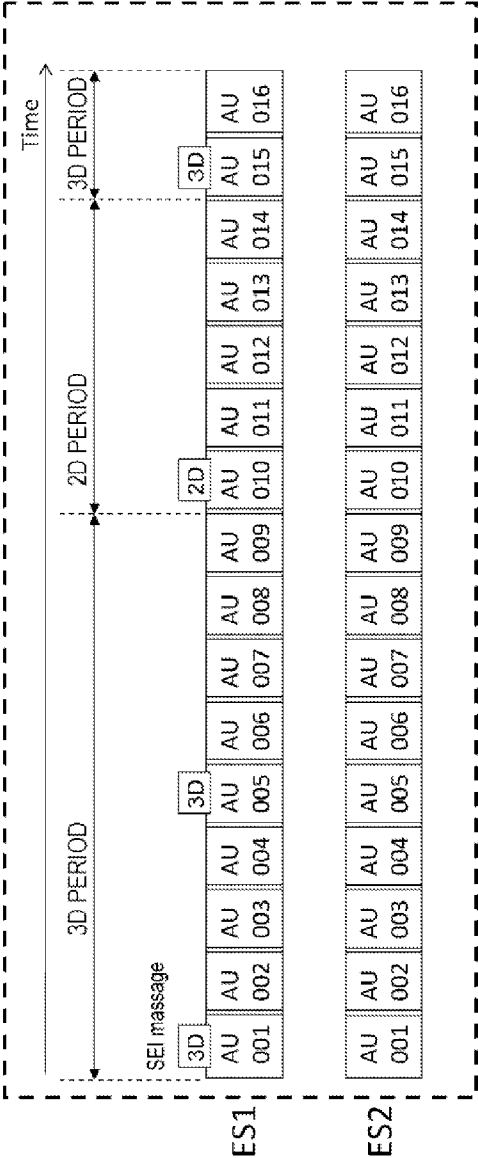 Time
3D PERIOD
2D PERIOD
3D PERIOD
SEI massage
3D
3D
2D
3D
ES1
AU 001
AU 002
AU 003
AU 004
AU 005
AU 006
AU 007
AU 008
AU 009
AU 010
AU 011
AU 012
AU 013
AU 014
AU 015
AU 016
ES2
AU 001
AU 002
AU 003
AU 004
AU 005
AU 006
AU 007
AU 008
AU 009
AU 010
AU 011
AU 012
AU 013
AU 014
AU 015
AU 016